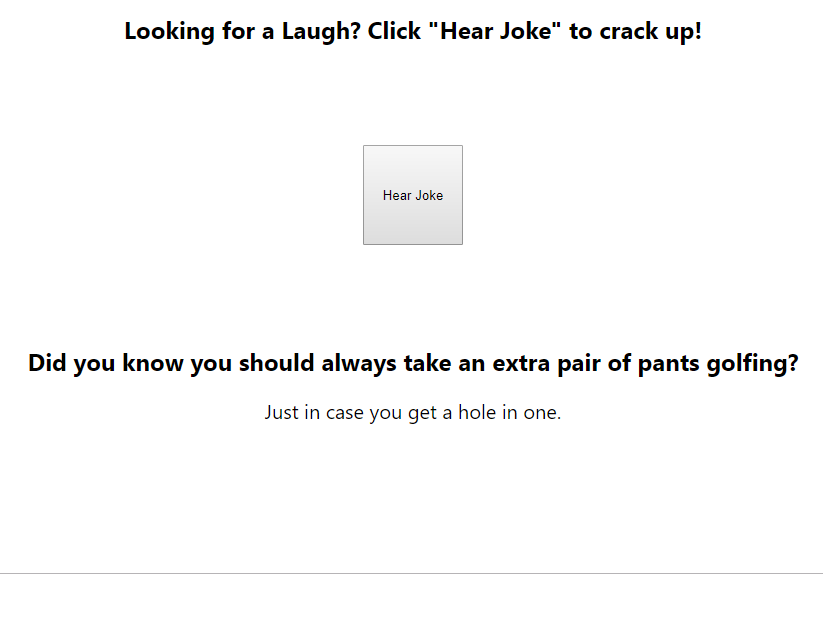 Looking for a Laugh? Click "Hear Joke" to crack up!
Hear Joke
Did you know you should always take an extra pair of pants golfing?
Just in case you get a hole in one.